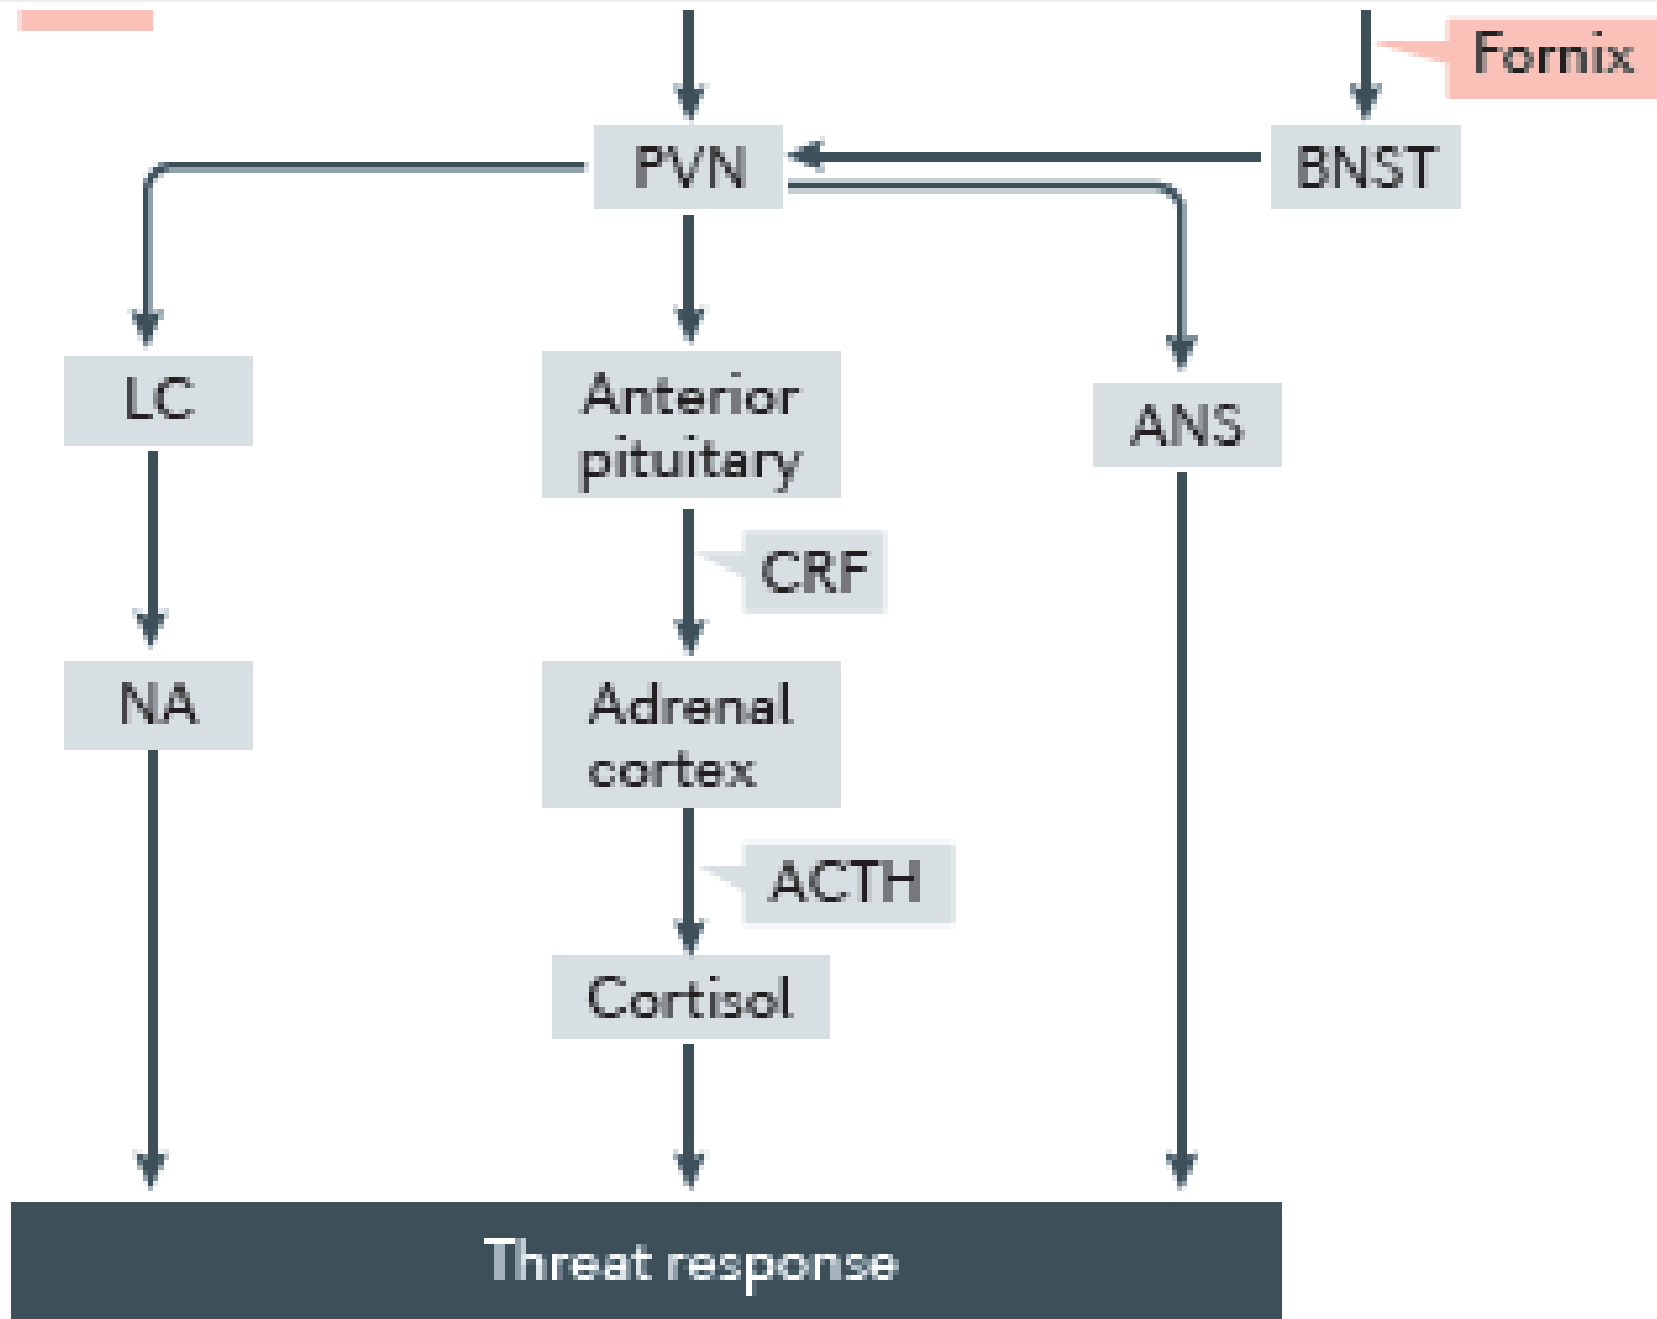 Fornix
PVN
BNST
LC
Anterior
pituitary
ANS
CRF
NA
Adrenal
cortex
ACTH
Cortisol
Threat response